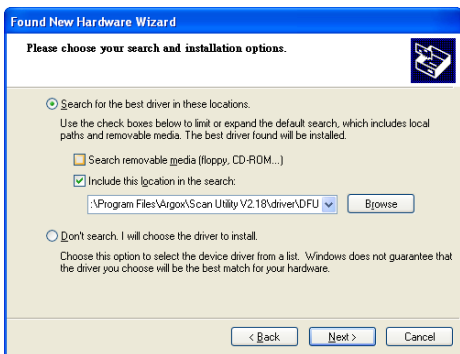 Found New Hardware Wizard
Please choose your search and installation options.
Search for the best driver in these locations.
Use the check boxes below to limit or expand the default search, which includes local
paths and removable media. The best driver found will be installed.
Search removable media (floppy, CD-ROM...)
Include this location in the search:
:\Program Files\Argox\Scan Utility V2.18\driver\DFU
Browse
Don't search. I will choose the driver to install.
Choose this option to select the device driver from a list. Windows does not guarantee that
the driver you choose will be the best match for your hardware.
< Back
Next >
Cancel